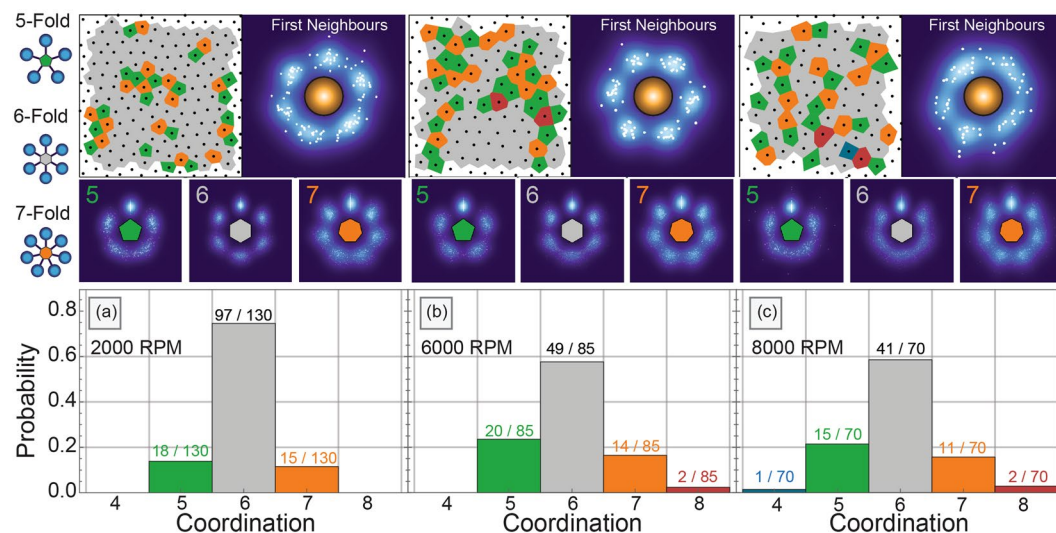 5-Fold
6-Fold
7-Fold
First Neighbours
First Neighbours
First Neighbours
5
6
7
5
6
7
5
6
7
Probability
0.8
0.6
0.4
0.2
0.0
(a)
2000 RPM
97 / 130
18 / 130
15 / 130
4 5 6 7 8
Coordination
(b)
6000 RPM
49 / 85
20 / 85
14 / 85
2 / 85
4 5 6 7 8
Coordination
(c)
8000 RPM
41 / 70
15 / 70
11 / 70
1 / 70
2 / 70
4 5 6 7 8
Coordination